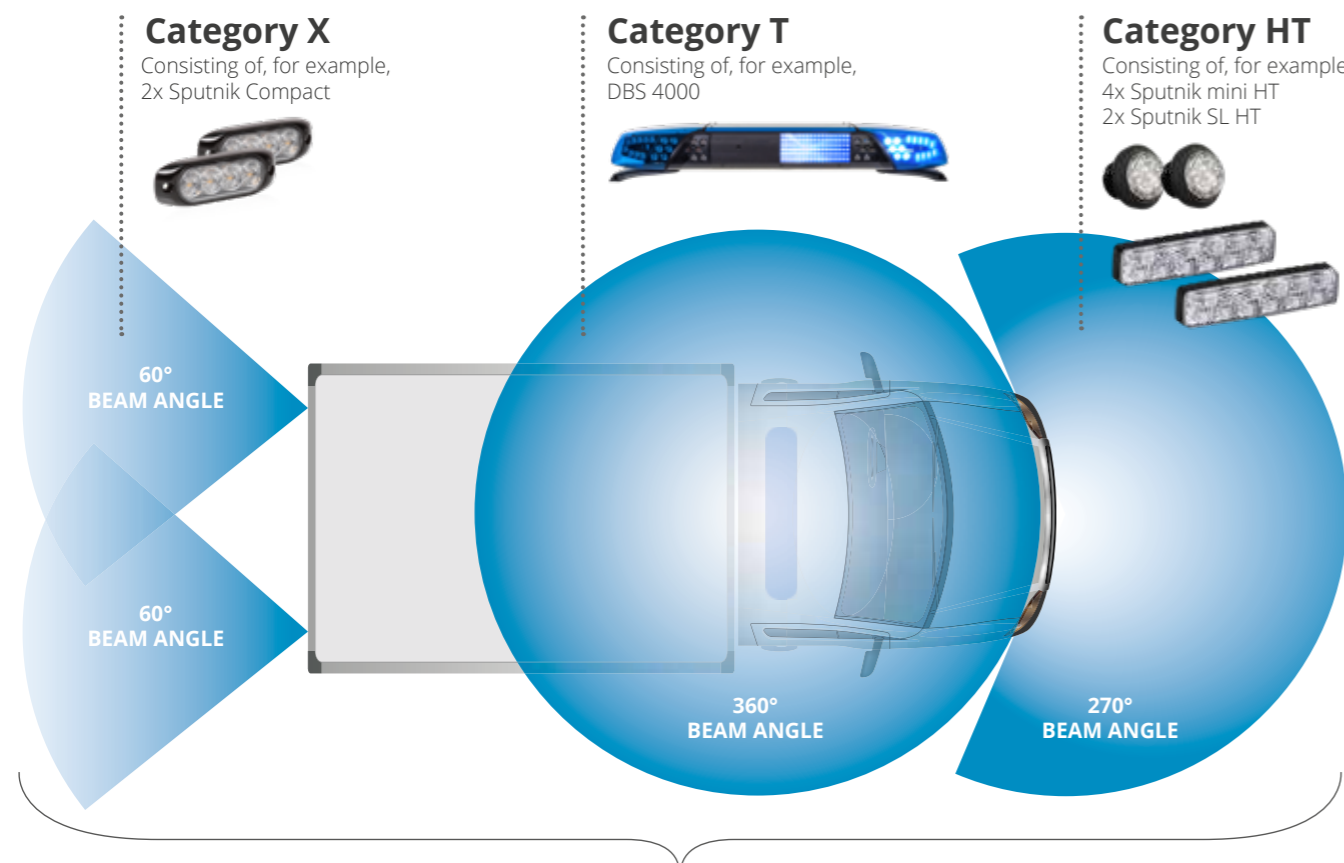 Category X
Consisting of, for example,
2x Sputnik Compact
Category T
Consisting of, for example,
DBS 4000
Category HT
Consisting of, for example
4x Sputnik mini HT
2x Sputnik SL HT
60°
BEAM ANGLE
60°
BEAM ANGLE
360°
BEAM ANGLE
270°
BEAM ANGLE